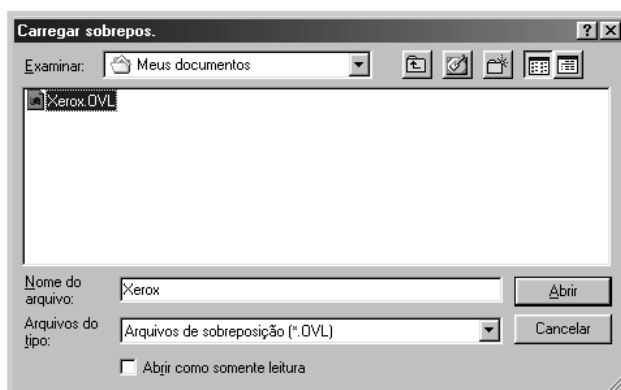 Carregar sobrepos.
Examinar: Meus documentos
Xerox.OVL
Nome do arquivo: Xerox Abrir
Arquivos do tipo: Arquivos de sobreposição (*.OVL) Cancelar
Abrir como somente leitura